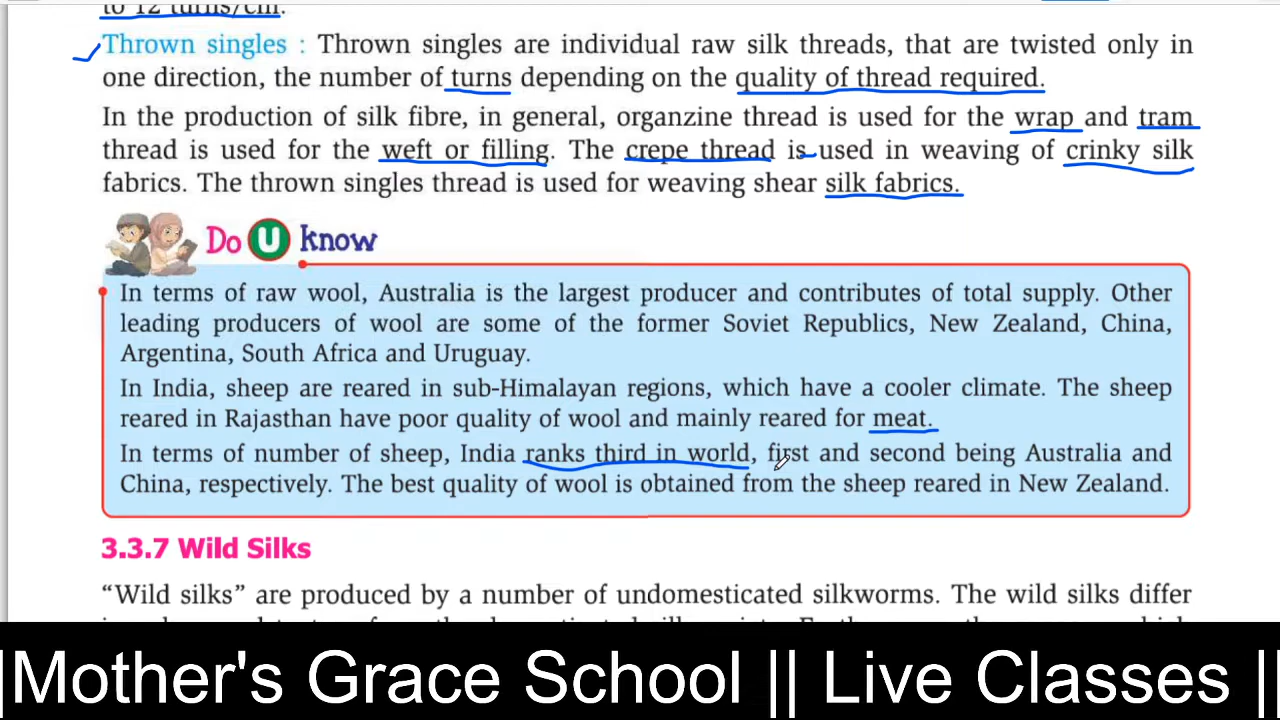 to 12 turns/cm.
Thrown singles : Thrown singles are individual raw silk threads, that are twisted only in
one direction, the number of turns depending on the quality of thread required.
In the production of silk fibre, in general, organzine thread is used for the wrap and tram
thread is used for the weft or filling. The crepe thread is used in weaving of crinky silk
fabrics. The thrown singles thread is used for weaving shear silk fabrics.
Do U know
In terms of raw wool, Australia is the largest producer and contributes of total supply. Other
leading producers of wool are some of the former Soviet Republics, New Zealand, China,
Argentina, South Africa and Uruguay.
In India, sheep are reared in sub-Himalayan regions, which have a cooler climate. The sheep
reared in Rajasthan have poor quality of wool and mainly reared for meat.
In terms of number of sheep, India ranks third in world, first and second being Australia and
China, respectively. The best quality of wool is obtained from the sheep reared in New Zealand.
3.3.7 Wild Silks
“Wild silks” are produced by a number of undomesticated silkworms. The wild silks differ
|Mother's Grace School || Live Classes ||